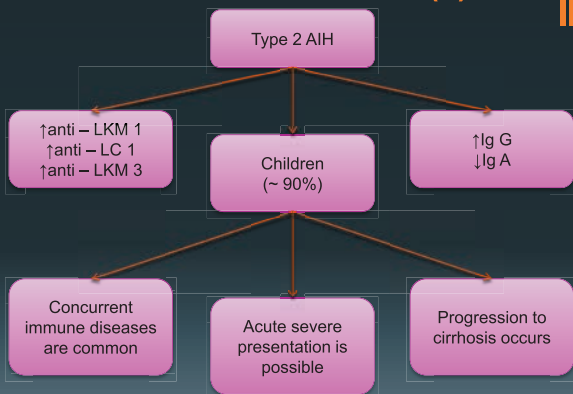 Type 2 AIH
↑anti – LKM 1
↑anti – LC 1
↑anti – LKM 3
Children
(~ 90%)
↑Ig G
↓Ig A
Concurrent
immune diseases
are common
Acute severe
presentation is
possible
Progression to
cirrhosis occurs